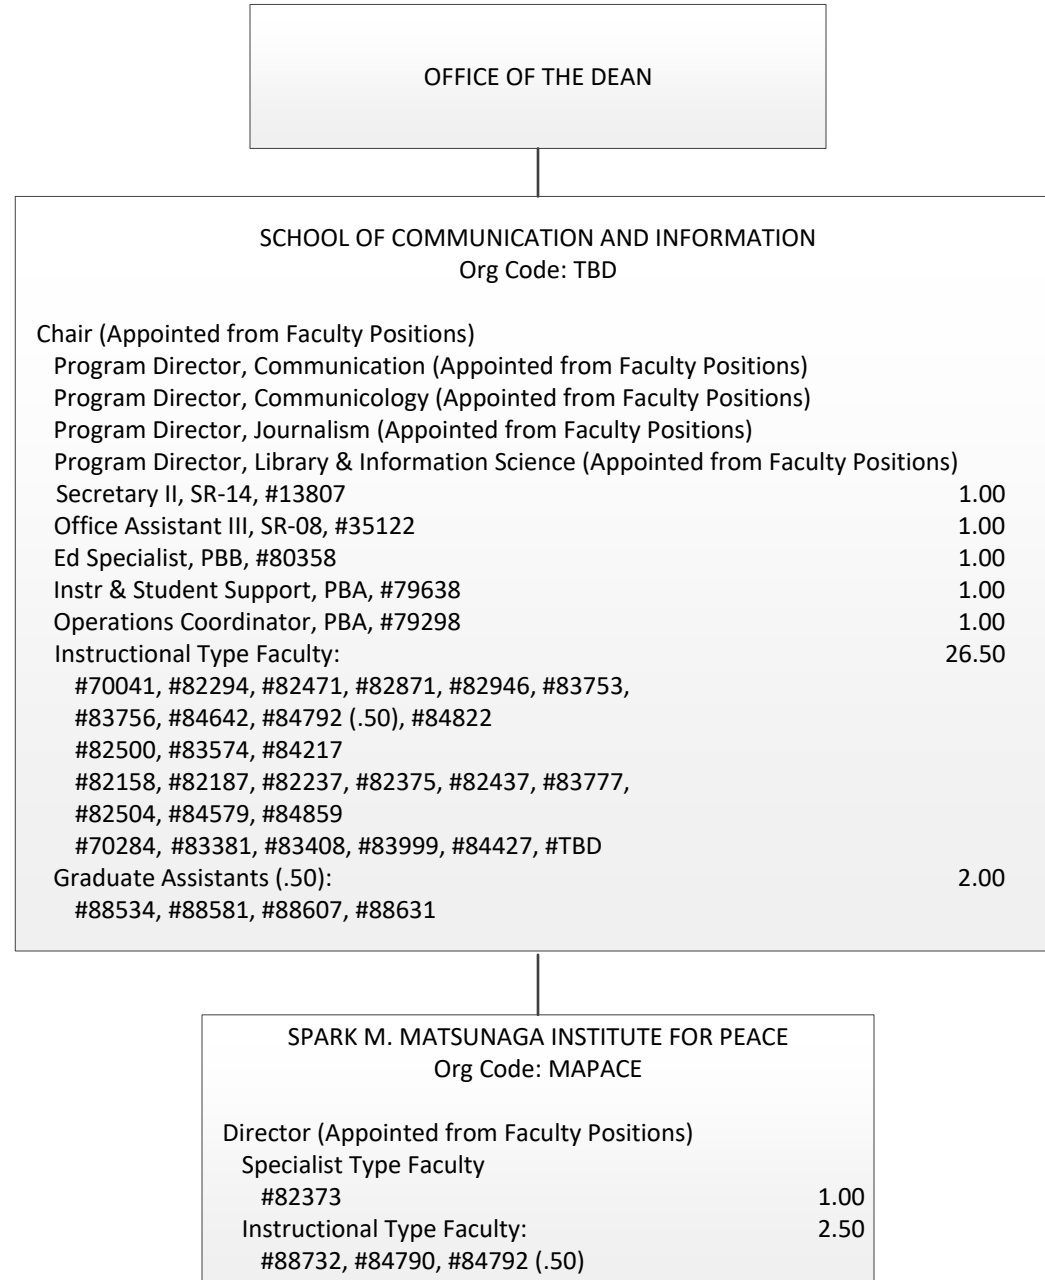 OFFICE OF THE DEAN
SCHOOL OF COMMUNICATION AND INFORMATION
Org Code: TBD
Chair (Appointed from Faculty Positions)
Program Director, Communication (Appointed from Faculty Positions)
Program Director, Communicology (Appointed from Faculty Positions)
Program Director, Journalism (Appointed from Faculty Positions)
Program Director, Library & Information Science (Appointed from Faculty Positions)
Secretary II, SR-14, #13807 1.00
Office Assistant III, SR-08, #35122 1.00
Ed Specialist, PBB, #80358 1.00
Instr & Student Support, PBA, #79638 1.00
Operations Coordinator, PBA, #79298 1.00
Instructional Type Faculty: 26.50
#70041, #82294, #82471, #82871, #82946, #83753,
#83756, #84642, #84792 (.50), #84822
#82500, #83574, #84217
#82158, #82187, #82237, #82375, #82437, #83777,
#82504, #84579, #84859
#70284, #83381, #83408, #83999, #84427, #TBD
Graduate Assistants (.50): 2.00
#88534, #88581, #88607, #88631
SPARK M. MATSUNAGA INSTITUTE FOR PEACE
Org Code: MAPACE
Director (Appointed from Faculty Positions)
Specialist Type Faculty
#82373 1.00
Instructional Type Faculty: 2.50
#88732, #84790, #84792 (.50)